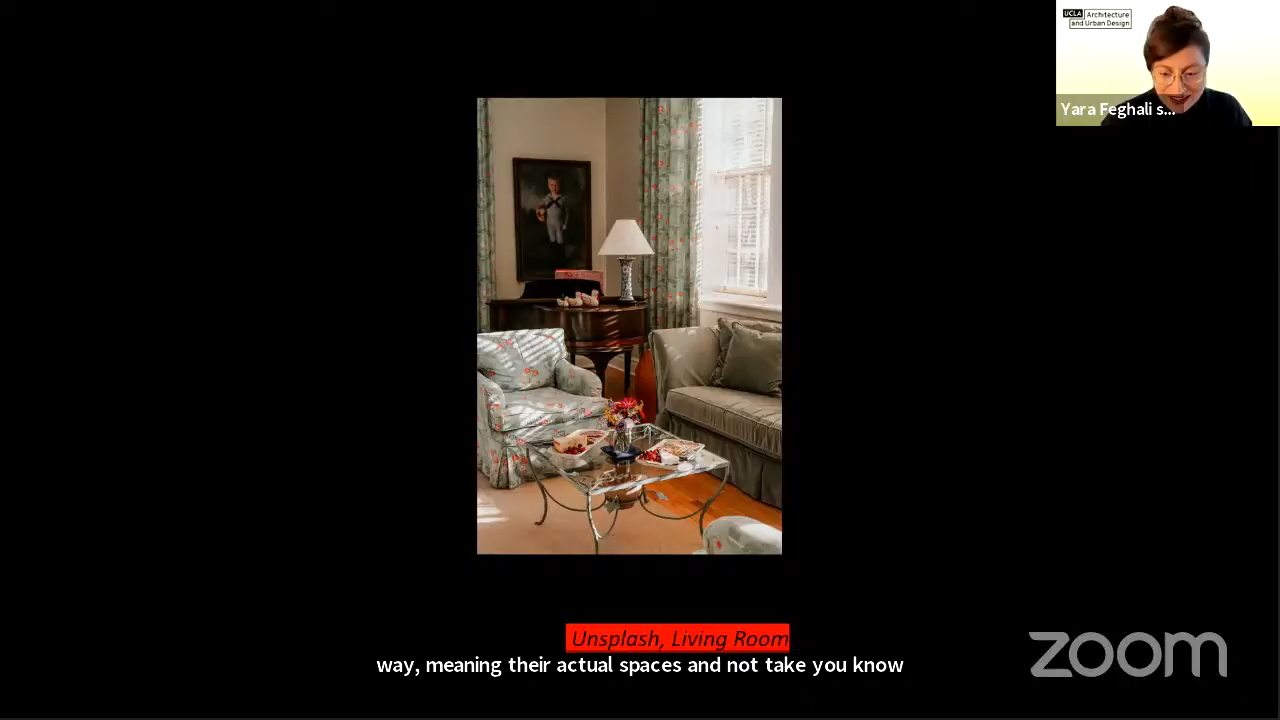 UCLA Architecture
and Urban Design
Yara Feghali s...
Unsplash, Living Room
way, meaning their actual spaces and not take you know
zoom